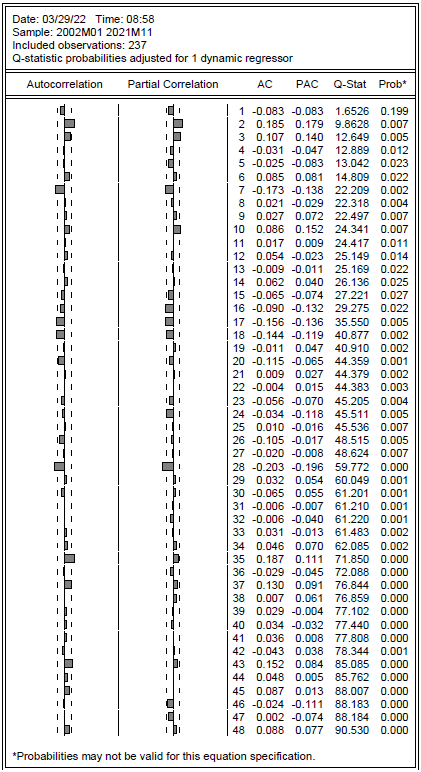 Date: 03/29/22 Time: 08:58
Sample: 2002M01 2021M11
Included observations: 237
Q-statistic probabilities adjusted for 1 dynamic regressor
Autocorrelation Partial Correlation AC PAC Q-Stat Prob*
1 -0.083 -0.083 1.6526 0.199
2 0.185 0.179 9.8628 0.007
3 0.107 0.140 12.649 0.005
4 -0.031 -0.047 12.889 0.012
5 -0.025 -0.083 13.042 0.023
6 0.085 0.081 14.809 0.022
7 -0.173 -0.138 22.209 0.002
8 0.021 -0.029 22.318 0.004
9 0.027 0.072 22.497 0.007
10 0.086 0.152 24.341 0.007
11 0.017 0.009 24.417 0.011
12 0.054 -0.023 25.149 0.014
13 -0.009 -0.011 25.169 0.022
14 0.062 0.040 26.136 0.025
15 -0.065 -0.074 27.221 0.027
16 -0.090 -0.132 29.275 0.022
17 -0.156 -0.136 35.550 0.005
18 -0.144 -0.119 40.877 0.002
19 -0.011 0.047 40.910 0.002
20 -0.115 -0.065 44.359 0.001
21 0.009 0.027 44.379 0.002
22 -0.004 0.015 44.383 0.003
23 -0.056 -0.070 45.205 0.004
24 -0.034 -0.118 45.511 0.005
25 0.010 -0.016 45.536 0.007
26 -0.105 -0.017 48.515 0.005
27 -0.020 -0.008 48.624 0.007
28 -0.203 -0.196 59.772 0.000
29 0.032 0.054 60.049 0.001
30 -0.065 0.055 61.201 0.001
31 -0.006 -0.007 61.210 0.001
32 -0.006 -0.040 61.220 0.001
33 0.031 -0.013 61.483 0.002
34 0.046 0.070 62.085 0.002
35 0.187 0.111 71.850 0.000
36 -0.029 -0.045 72.088 0.000
37 0.130 0.091 76.844 0.000
38 0.007 0.061 76.859 0.000
39 0.029 -0.004 77.102 0.000
40 0.034 -0.032 77.440 0.000
41 0.036 0.008 77.808 0.000
42 -0.043 0.038 78.344 0.001
43 0.152 0.084 85.085 0.000
44 0.048 0.005 85.762 0.000
45 0.087 0.013 88.007 0.000
46 -0.024 -0.111 88.183 0.000
47 0.002 -0.074 88.184 0.000
48 0.088 0.077 90.530 0.000
*Probabilities may not be valid for this equation specification.